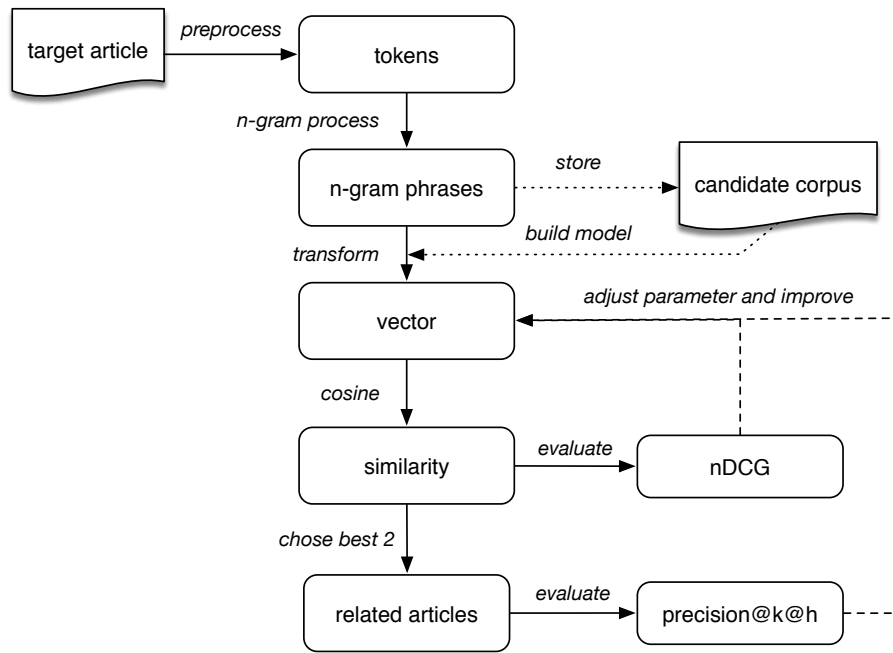 target article
preprocess
tokens
n-gram process
n-gram phrases
store
candidate corpus
build model
transform
adjust parameter and improve
vector
cosine
similarity
evaluate
nDCG
chose best 2
related articles
evaluate
precision@k@h